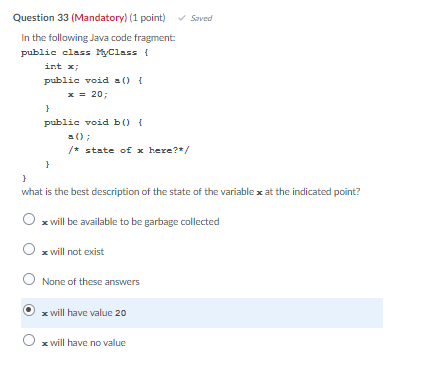 Question 33 (Mandatory) (1 point) ✓ Saved
In the following Java code fragment:
public class MyClass {
int x;
public void a() {
x = 20;
}
public void b() {
a();
/* state of x here?*/
}
}
what is the best description of the state of the variable x at the indicated point?
x will be available to be garbage collected
x will not exist
None of these answers
x will have value 20
x will have no value